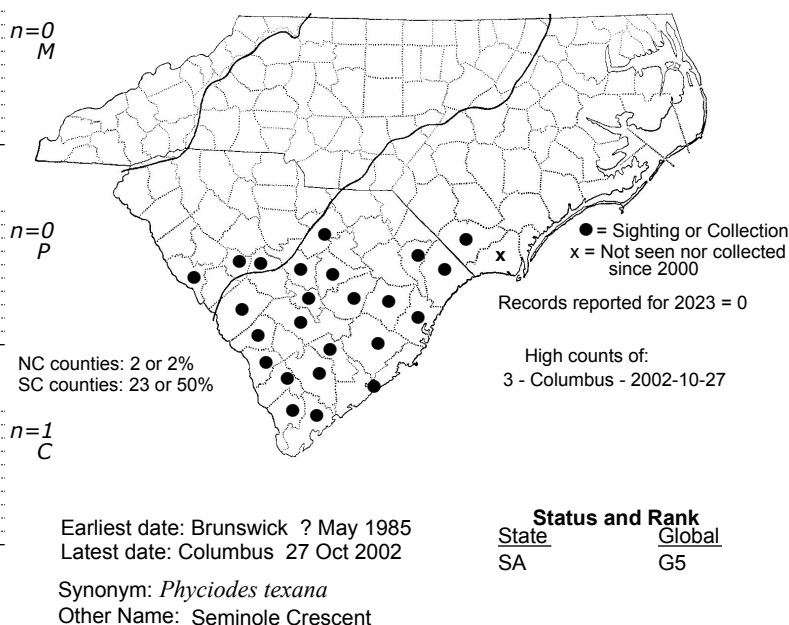 n=0
M
n=0
P
n=1
C
● = Sighting or Collection
x = Not seen nor collected
since 2000
x
Records reported for 2023 = 0
High counts of:
3 - Columbus - 2002-10-27
NC counties: 2 or 2%
SC counties: 23 or 50%
Earliest date: Brunswick ? May 1985
Latest date: Columbus 27 Oct 2002
Synonym: Phyciodes texana
Other Name: Seminole Crescent
Status and Rank
State Global
SA G5